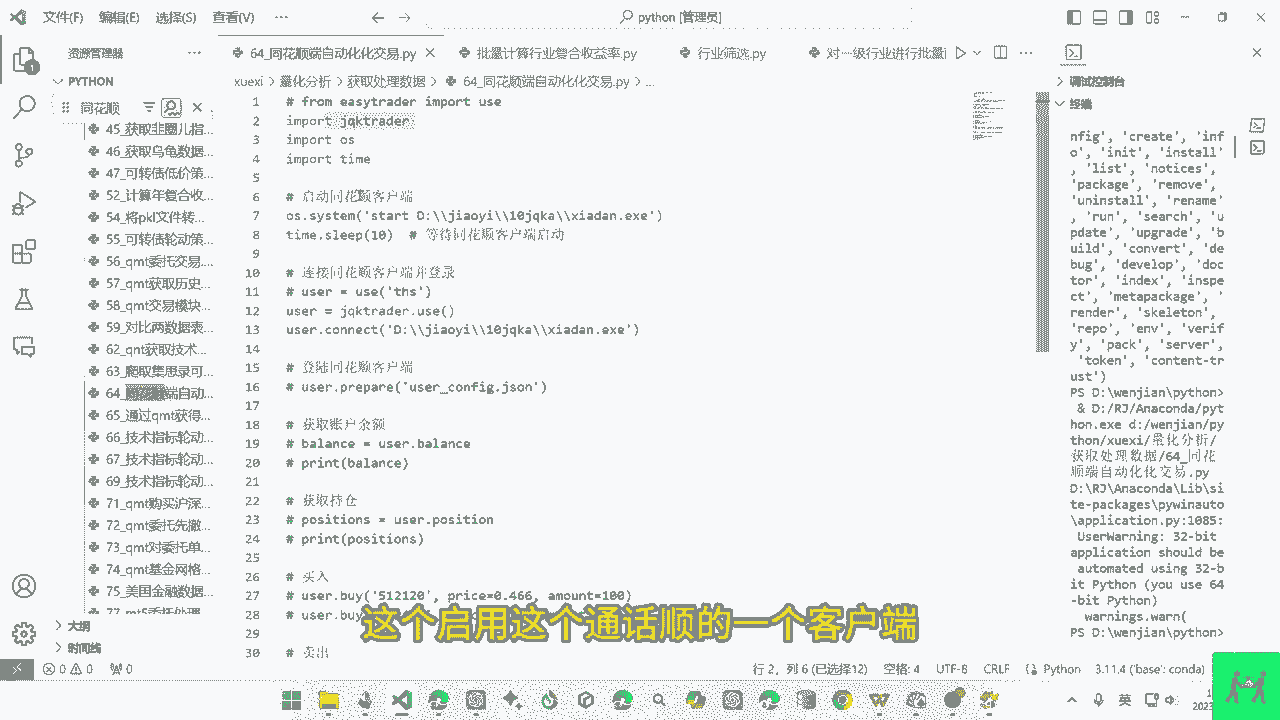 文件(F) 编辑(E) 选择(S) 查看(V) ··· python [管理员]
资源管理器
PYTHON
同花顺
45_获取韭圈儿指...
46_获取乌龟数据...
47_可转债低价策...
52_计算年复合收...
54_将pkl文件转...
55_可转债轮动策...
56_qmt委托交易...
57_qmt获取历史...
58_qmt交易模块...
59_对比两数据表...
62_qnt获取技术...
63_爬取集思录可...
64_同花顺端自动...
65_通过qmt获得...
66_技术指标轮动...
67_技术指标轮动...
69_技术指标轮动...
71_qmt购买沪深...
72_qmt委托先撤...
73_qmt对委托单...
74_qmt基金网格...
75_美国金融数据...
大纲
时间线
64_同花顺端自动化化交易.py
批量计算行业复合收益率.py
行业筛选.py
对一级行业进行批量
xuexi > 量化分析 > 获取处理数据 > 64_同花顺端自动化化交易.py > ...
1 # from easytrader import use
2 import jqktrader
3 import os
4 import time
5
6 # 启动同花顺客户端
7 os.system('start D:\\jiaoyi\\10jqka\\xiadan.exe')
8 time.sleep(10) # 等待同花顺客户端启动
9
10 # 连接同花顺客户端并登录
11 # user = use('ths')
12 user = jqktrader.use()
13 user.connect('D:\\jiaoyi\\10jqka\\xiadan.exe')
14
15 # 登陆同花顺客户端
16 # user.prepare('user_config.json')
17
18 # 获取账户余额
19 # balance = user.balance
20 # print(balance)
21
22 # 获取持仓
23 # positions = user.position
24 # print(positions)
25
26 # 买入
27 # user.buy('512120', price=0.466, amount=100)
28 # user.buy
29
30 # 卖出
调试控制台
终端
nfig', 'create', 'inf
o', 'init', 'install'
, 'list', 'notices',
'package', 'remove',
'uninstall', 'rename'
, 'run', 'search', 'u
pdate', 'upgrade', 'b
uild', 'convert', 'de
bug', 'develop', 'doc
tor', 'index', 'inspe
ct', 'metapackage', '
render', 'skeleton',
'repo', 'env', 'verif
y', 'pack', 'server',
'token', 'content-tr
ust')
PS D:\wenjian\python>
& D:/RJ/Anaconda/pyt
hon.exe d:/wenjian/py
thon/xuexi/量化分析/
获取处理数据/64_同花
顺端自动化化交易.py
D:\RJ\Anaconda\Lib\si
te-packages\pywinauto
\application.py:1085:
UserWarning: 32-bit
application should be
automated using 32-b
it Python (you use 64
-bit Python)
warnings.warn(
PS D:\wenjian\python>
这个启用这个通话顺的一个客户端
0 0 0 行 2, 列 6 (已选择12) 空格: 4 UTF-8 CRLF Python 3.11.4 ('base': conda)
英